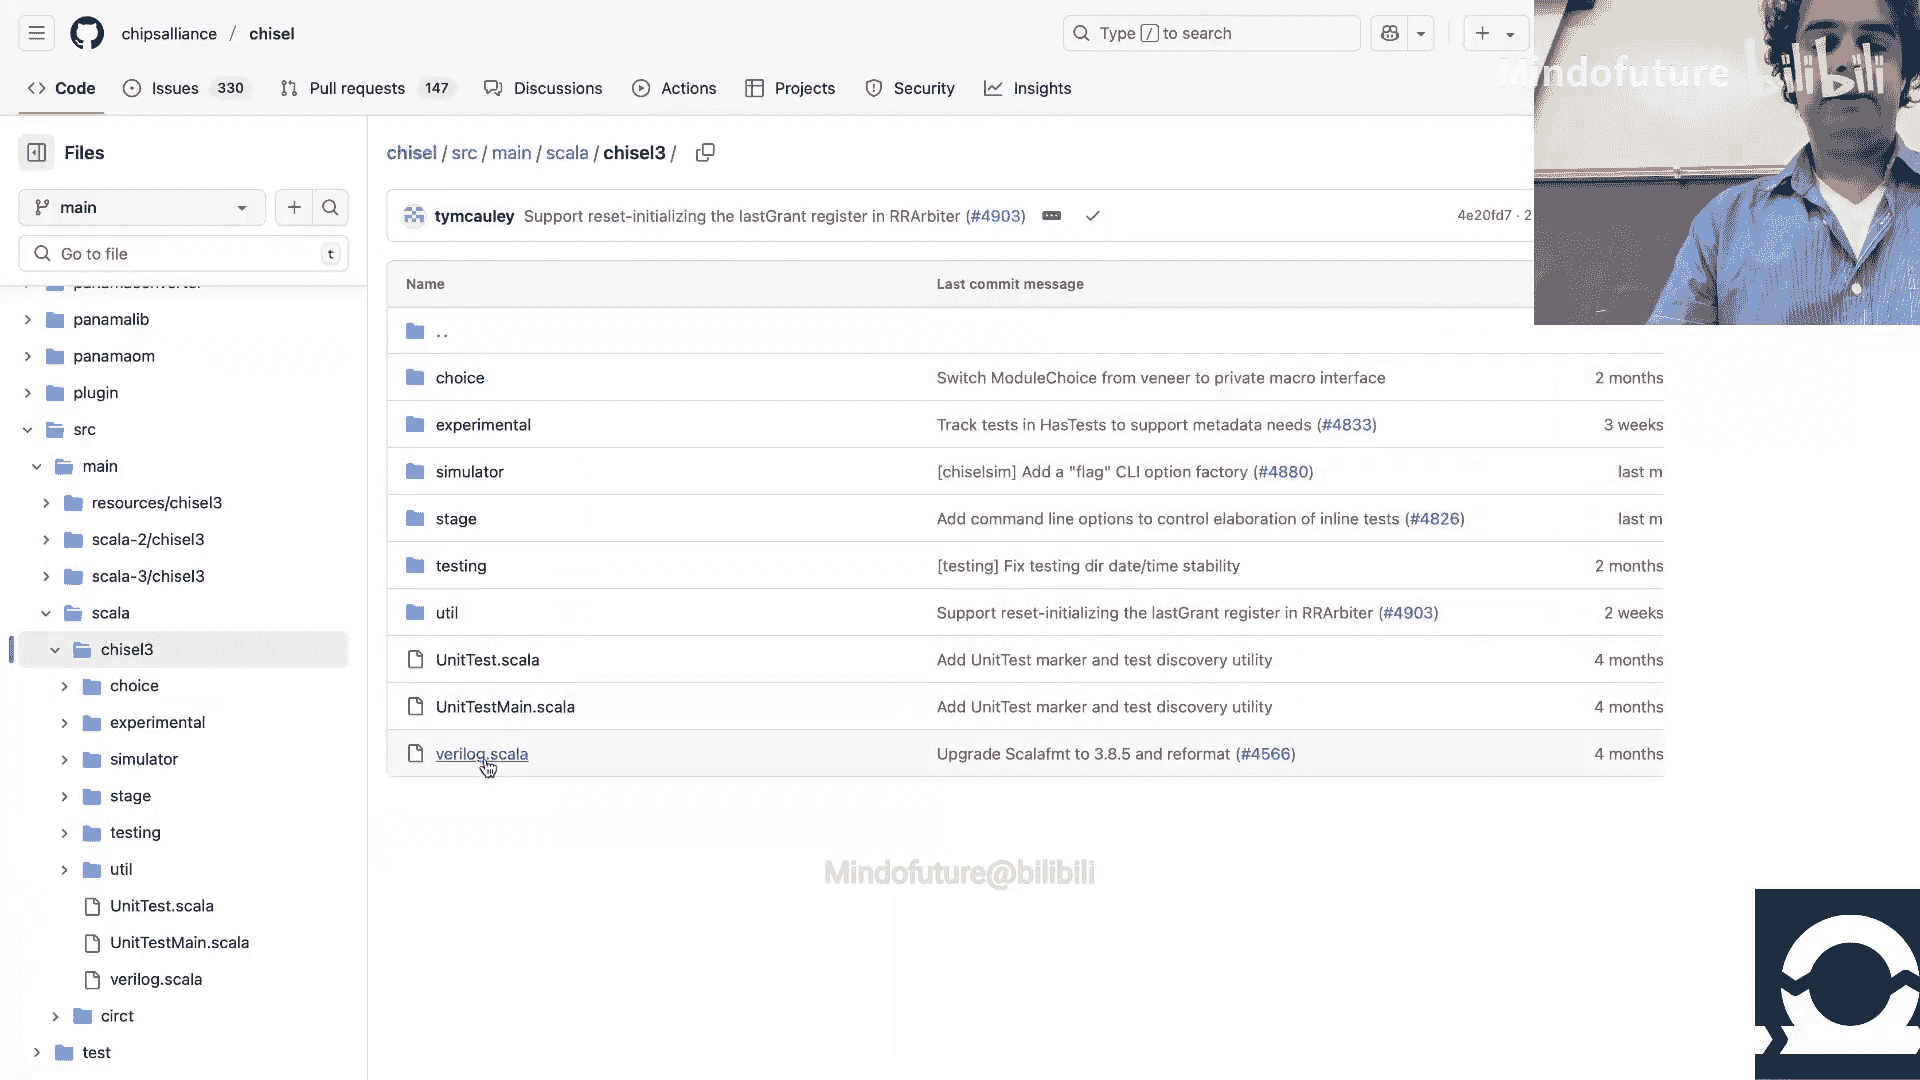 chipsalliance / chisel
Type / to search
Code
Issues 330
Pull requests 147
Discussions
Actions
Projects
Security
Insights
Mindofuture bilibili
Files
main
Go to file t
panamalib
panamaom
plugin
src
main
resources/chisel3
scala-2/chisel3
scala-3/chisel3
scala
chisel3
choice
experimental
simulator
stage
testing
util
UnitTest.scala
UnitTestMain.scala
verilog.scala
circt
test
chisel / src / main / scala / chisel3 /
tymcauley Support reset-initializing the lastGrant register in RRArbiter (#4903) 4e20fd7 · 2
Name Last commit message
..
choice Switch ModuleChoice from veneer to private macro interface 2 months
experimental Track tests in HasTests to support metadata needs (#4833) 3 weeks
simulator [chiselsim] Add a "flag" CLI option factory (#4880) last m
stage Add command line options to control elaboration of inline tests (#4826) last m
testing [testing] Fix testing dir date/time stability 2 months
util Support reset-initializing the lastGrant register in RRArbiter (#4903) 2 weeks
UnitTest.scala Add UnitTest marker and test discovery utility 4 months
UnitTestMain.scala Add UnitTest marker and test discovery utility 4 months
verilog.scala Upgrade Scalafmt to 3.8.5 and reformat (#4566) 4 months
Mindofuture@bilibili